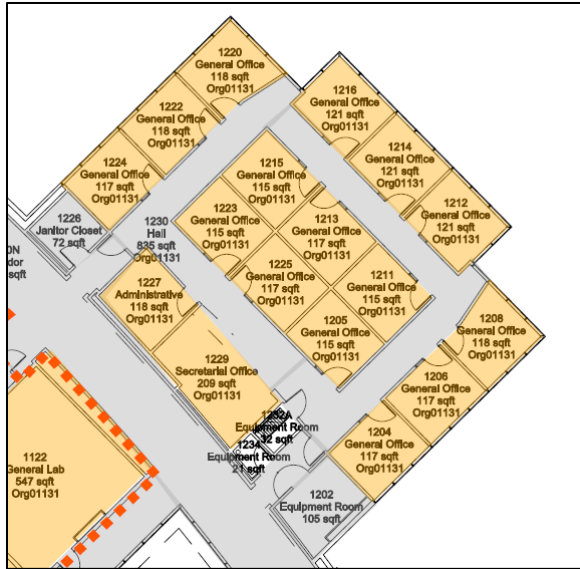 1220
General Office
118 sqft
Org01131
1216
General Office
121 sqft
Org01131
1222
General Office
118 sqft
Org01131
1214
General Office
121 sqft
Org01131
1224
General Office
117 sqft
Org01131
1215
General Office
115 sqft
Org01131
1212
General Office
121 sqft
Org01131
1226
Janitor Closet
72 sqft
1230
Hall
835 sqft
Org01131
1223
General Office
115 sqft
Org01131
1213
General Office
117 sqft
Org01131
0N
dor
sqft
1225
General Office
117 sqft
Org01131
1211
General Office
115 sqft
Org01131
1227
Administrative
118 sqft
Org01131
1205
General Office
115 sqft
Org01131
1208
General Office
118 sqft
Org01131
1229
Secretarial Office
209 sqft
Org01131
1206
General Office
117 sqft
Org01131
1232A
Equipment Room
32 sqft
1234
Equipment Room
21 sqft
1204
General Office
117 sqft
Org01131
1122
General Lab
547 sqft
Org01131
1202
Equipment Room
105 sqft